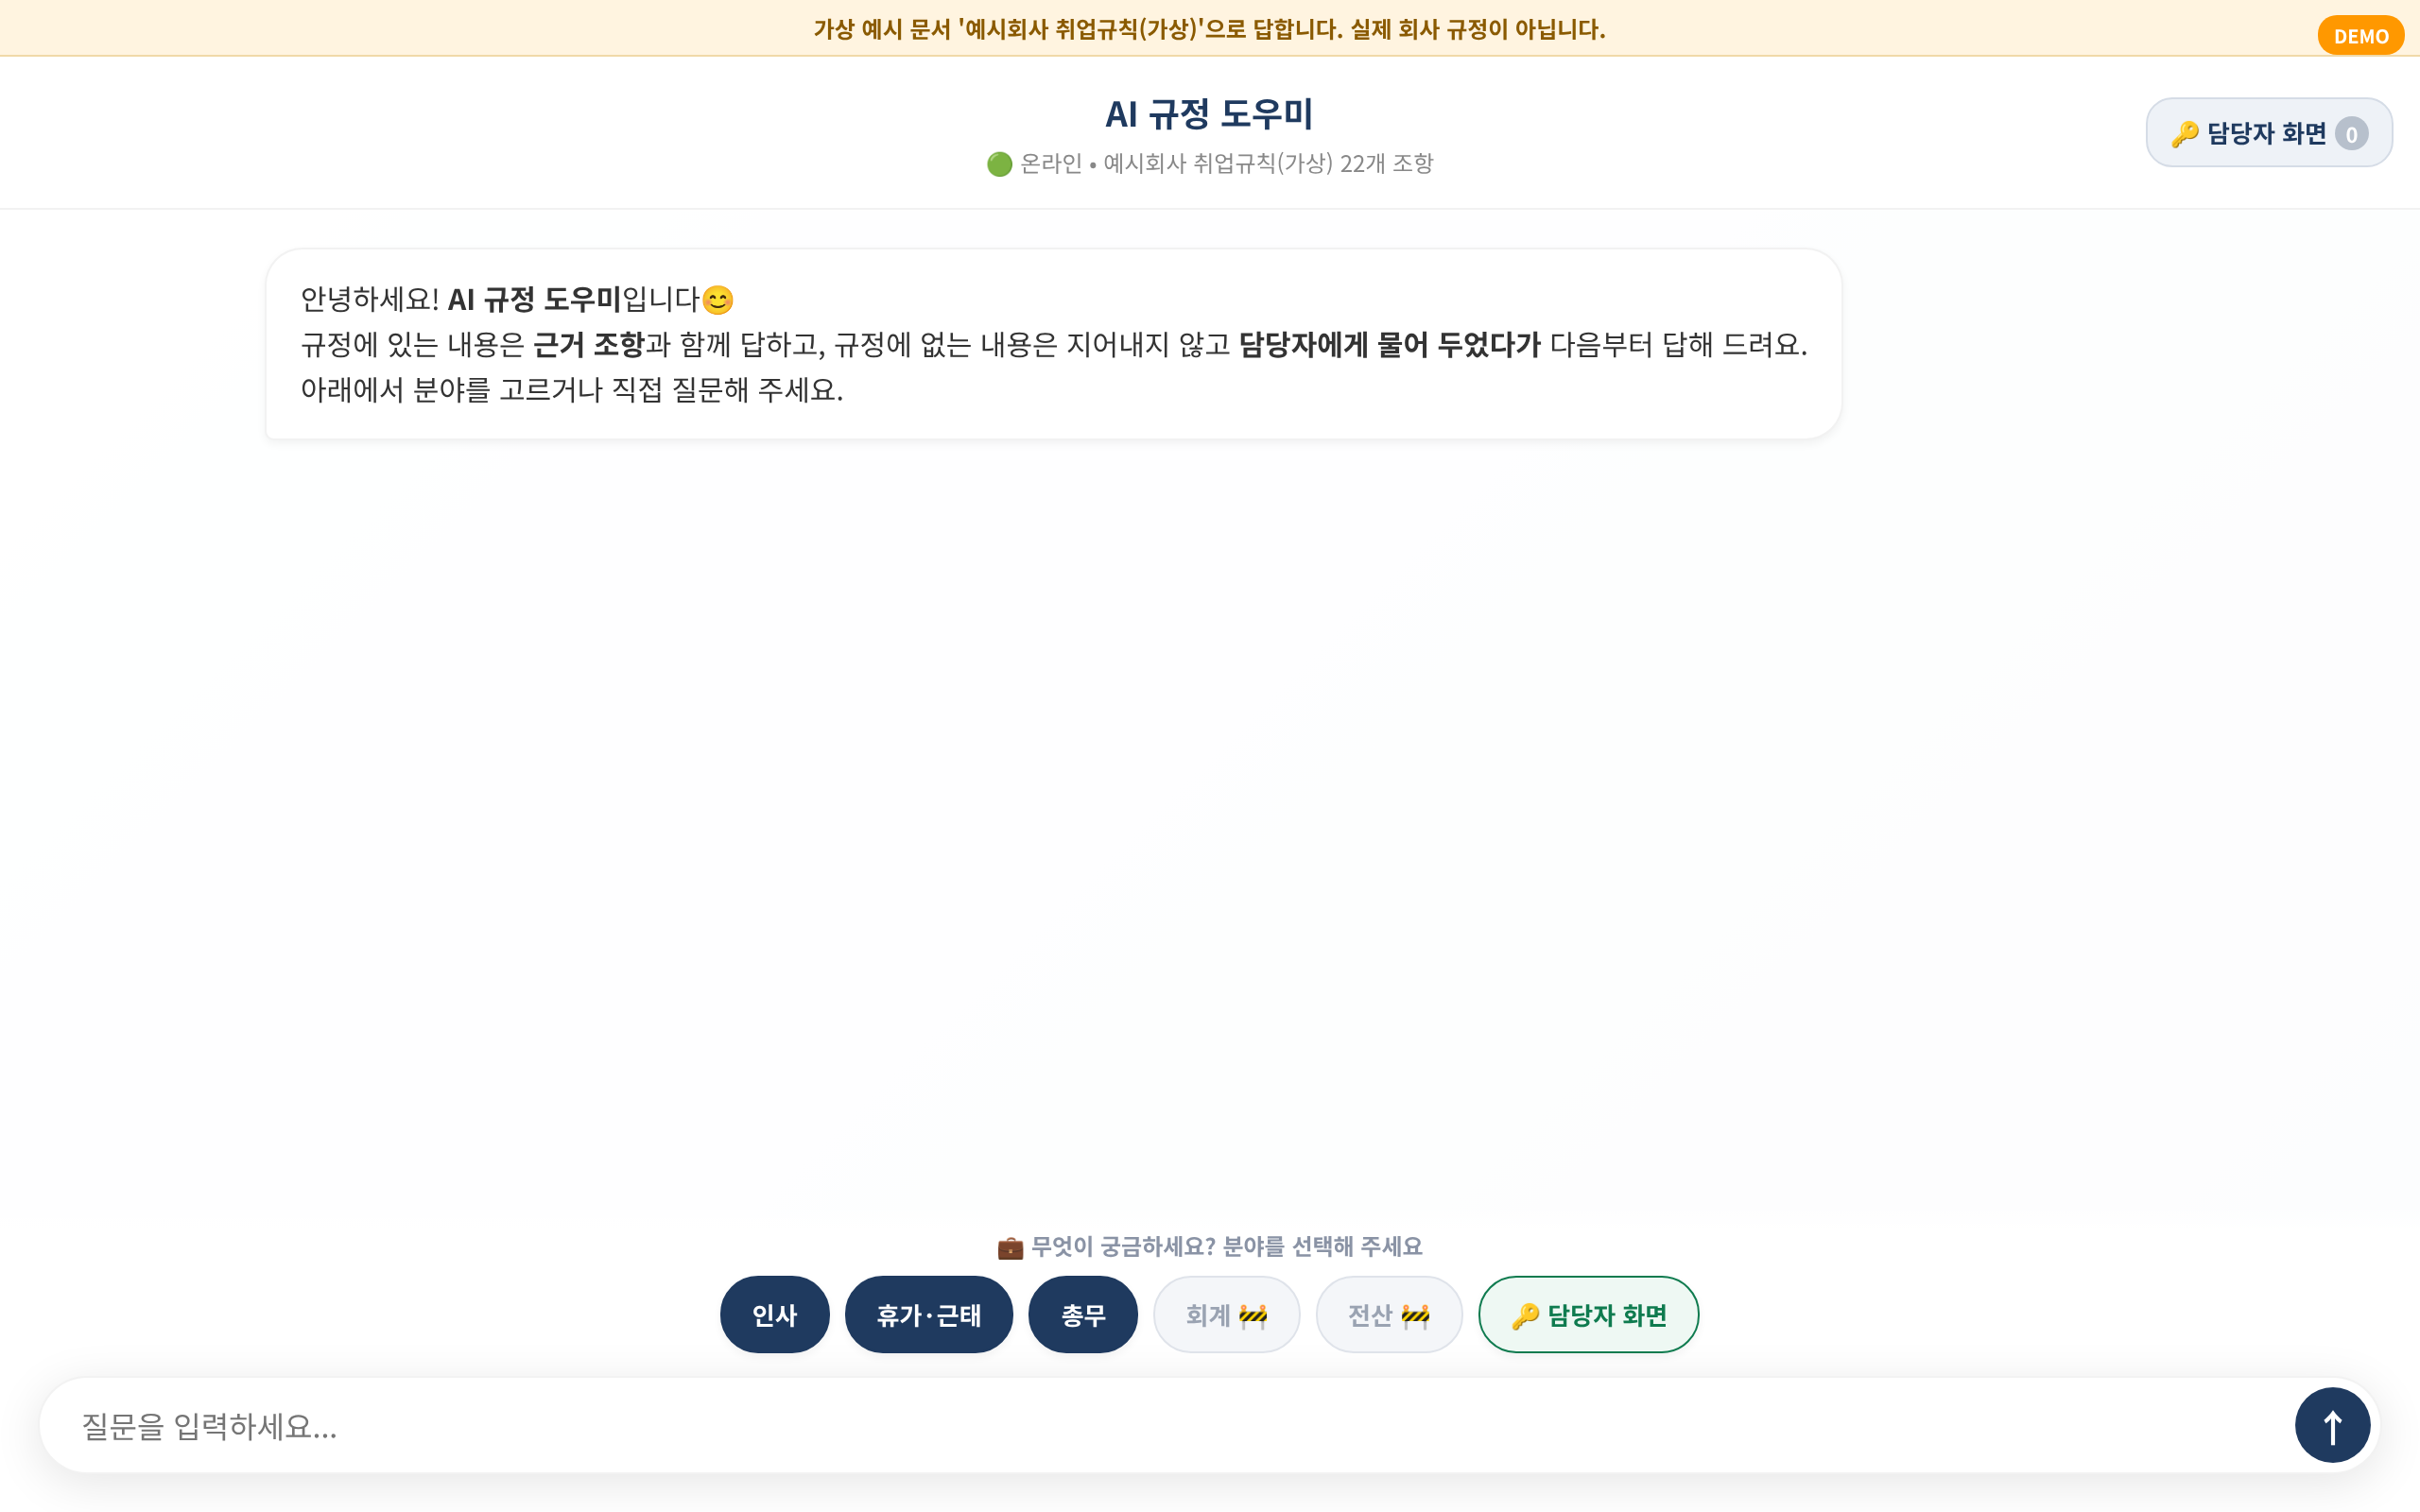 가상 예시 문서 '예시회사 취업규칙(가상)'으로 답합니다. 실제 회사 규정이 아닙니다.
DEMO
AI 규정 도우미
🟢 온라인 • 예시회사 취업규칙(가상) 22개 조항
🔑 담당자 화면 0
안녕하세요! AI 규정 도우미입니다😊
규정에 있는 내용은 근거 조항과 함께 답하고, 규정에 없는 내용은 지어내지 않고 담당자에게 물어 두었다가 다음부터 답해 드려요.
아래에서 분야를 고르거나 직접 질문해 주세요.
💼 무엇이 궁금하세요? 분야를 선택해 주세요
인사 휴가·근태 총무 회계 🚧 전산 🚧 🔑 담당자 화면
질문을 입력하세요...
↑